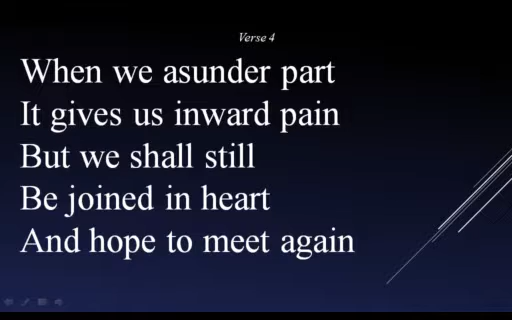 Verse 4
When we asunder part
It gives us inward pain
But we shall still
Be joined in heart
And hope to meet again